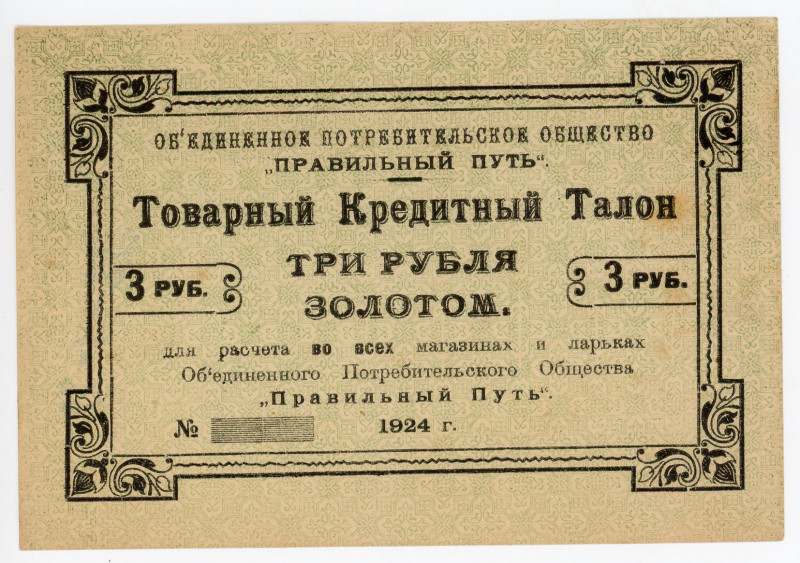 ОБ'ЕДИНЕННОЕ ПОТРЕБИТЕЛЬСКОЕ ОБЩЕСТВО
„ПРАВИЛЬНЫЙ ПУТЬ“.
Товарный Кредитный Талон
ТРИ РУБЛЯ
3 РУБ.
3 РУБ.
ЗОЛОТОМ.
для расчета во всех магазинах и ларьках
Об'единенного Потребительского Общества
„Правильный Путь“.
№ 1924 г.